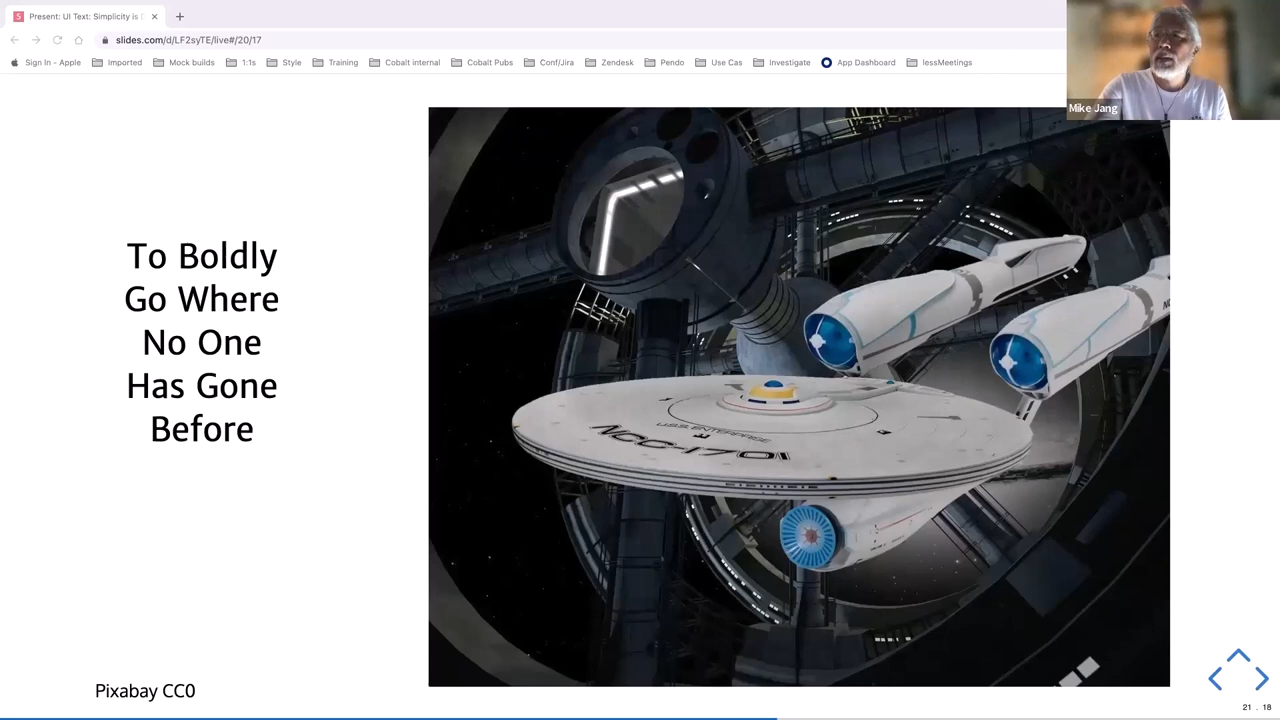 Present: UI Text: Simplicity is
slides.com/d/LF2syTE/live#/20/17
Sign In - Apple
Imported
Mock builds
1:1s
Style
Training
Cobalt internal
Cobalt Pubs
Conf/Jira
Zendesk
Pendo
Use Cas
Investigate
App Dashboard
lessMeetings
Mike Jang
To Boldly
Go Where
No One
Has Gone
Before
U.S.S. ENTERPRISE
NCC-1701
Pixabay CC0
21 . 18